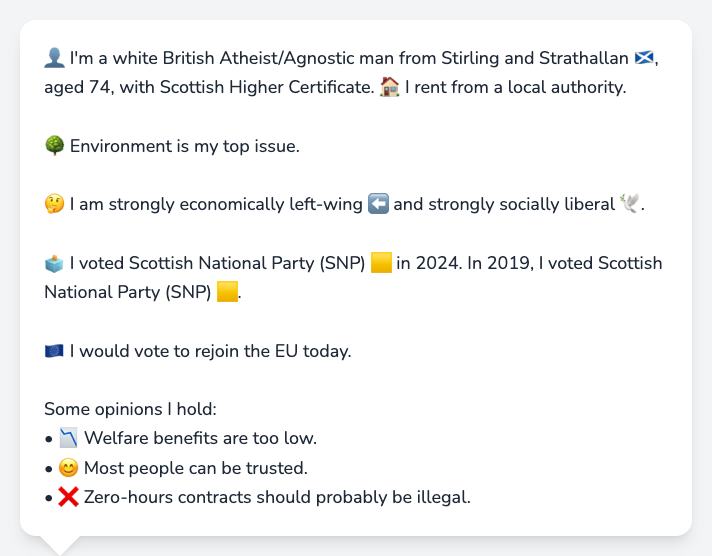 👤 I'm a white British Atheist/Agnostic man from Stirling and Strathallan 🏴󠁧󠁢󠁳󠁣󠁴󠁿,
aged 74, with Scottish Higher Certificate. 🏠 I rent from a local authority.
🌳 Environment is my top issue.
🤔 I am strongly economically left-wing ⬅️ and strongly socially liberal 🕊️.
🗳️ I voted Scottish National Party (SNP) 🟨 in 2024. In 2019, I voted Scottish
National Party (SNP) 🟨.
🇪🇺 I would vote to rejoin the EU today.
Some opinions I hold:
• 📉 Welfare benefits are too low.
• 😊 Most people can be trusted.
• ❌ Zero-hours contracts should probably be illegal.